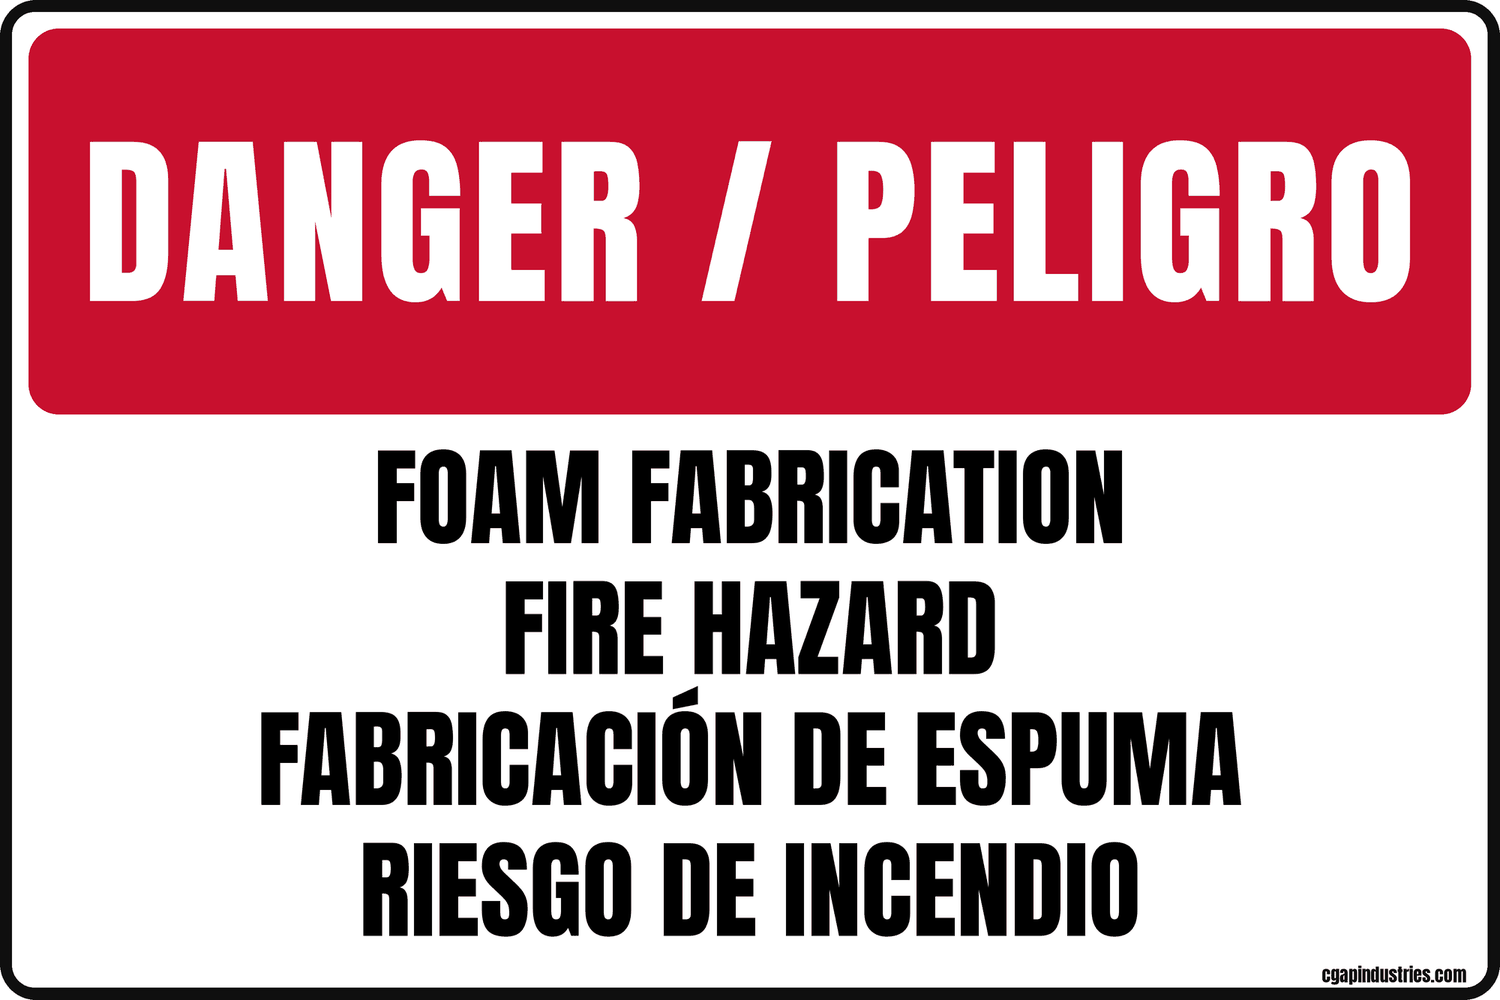 DANGER / PELIGRO
FOAM FABRICATION
FIRE HAZARD
FABRICACIÓN DE ESPUMA
RIESGO DE INCENDIO
cgapindustries.com